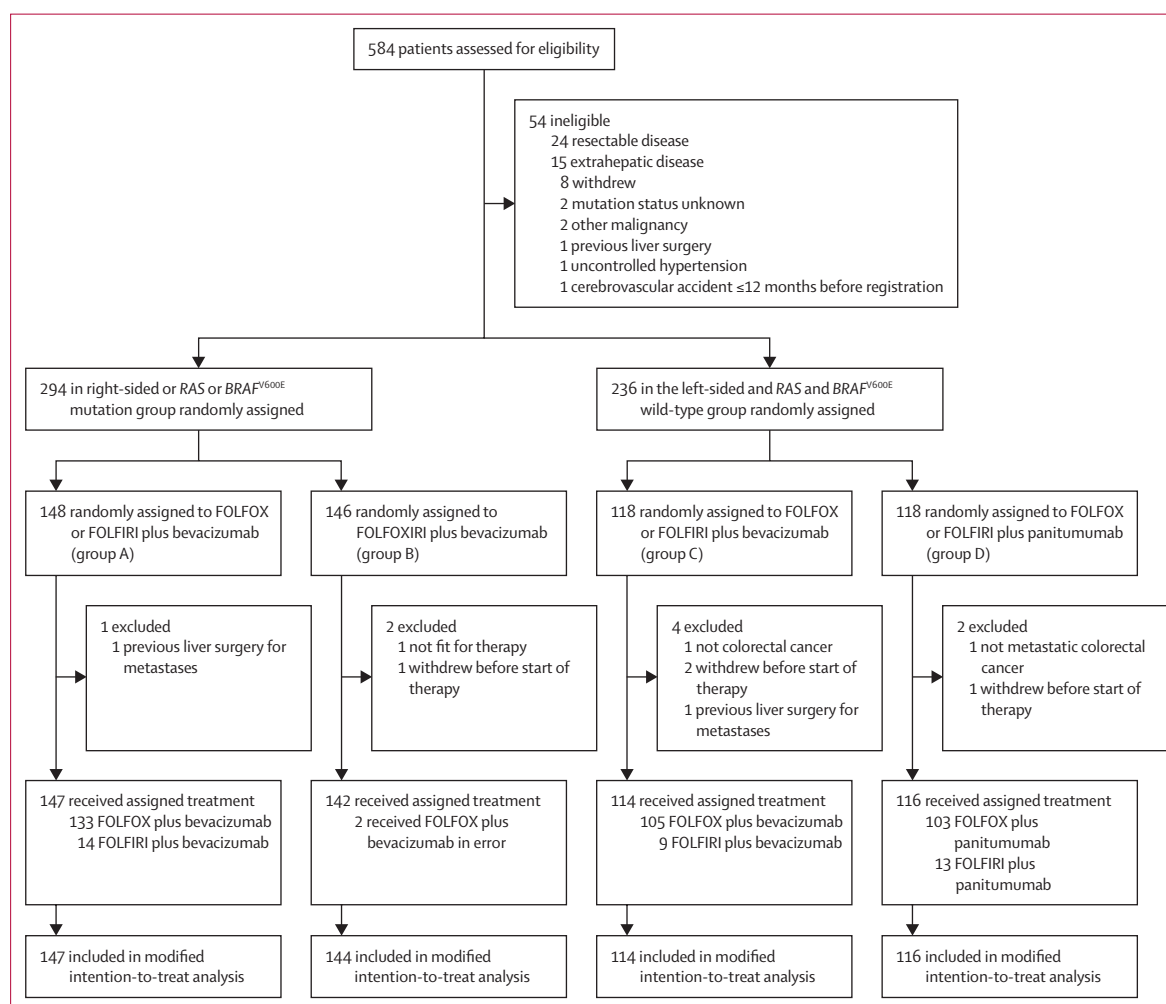 584 patients assessed for eligibility
54 ineligible
24 resectable disease
15 extrahepatic disease
8 withdrew
2 mutation status unknown
2 other malignancy
1 previous liver surgery
1 uncontrolled hypertension
1 cerebrovascular accident ≤12 months before registration
294 in right-sided or RAS or BRAFV600E
mutation group randomly assigned
236 in the left-sided and RAS and BRAFV600E
wild-type group randomly assigned
148 randomly assigned to FOLFOX
or FOLFIRI plus bevacizumab
(group A)
146 randomly assigned to
FOLFOXIRI plus bevacizumab
(group B)
118 randomly assigned to FOLFOX
or FOLFIRI plus bevacizumab
(group C)
118 randomly assigned to FOLFOX
or FOLFIRI plus panitumumab
(group D)
1 excluded
1 previous liver surgery for
metastases
2 excluded
1 not fit for therapy
1 withdrew before start of
therapy
4 excluded
1 not colorectal cancer
2 withdrew before start of
therapy
1 previous liver surgery for
metastases
2 excluded
1 not metastatic colorectal
cancer
1 withdrew before start of
therapy
147 received assigned treatment
133 FOLFOX plus bevacizumab
14 FOLFIRI plus bevacizumab
142 received assigned treatment
2 received FOLFOX plus
bevacizumab in error
114 received assigned treatment
105 FOLFOX plus bevacizumab
9 FOLFIRI plus bevacizumab
116 received assigned treatment
103 FOLFOX plus
panitumumab
13 FOLFIRI plus
panitumumab
147 included in modified
intention-to-treat analysis
144 included in modified
intention-to-treat analysis
114 included in modified
intention-to-treat analysis
116 included in modified
intention-to-treat analysis